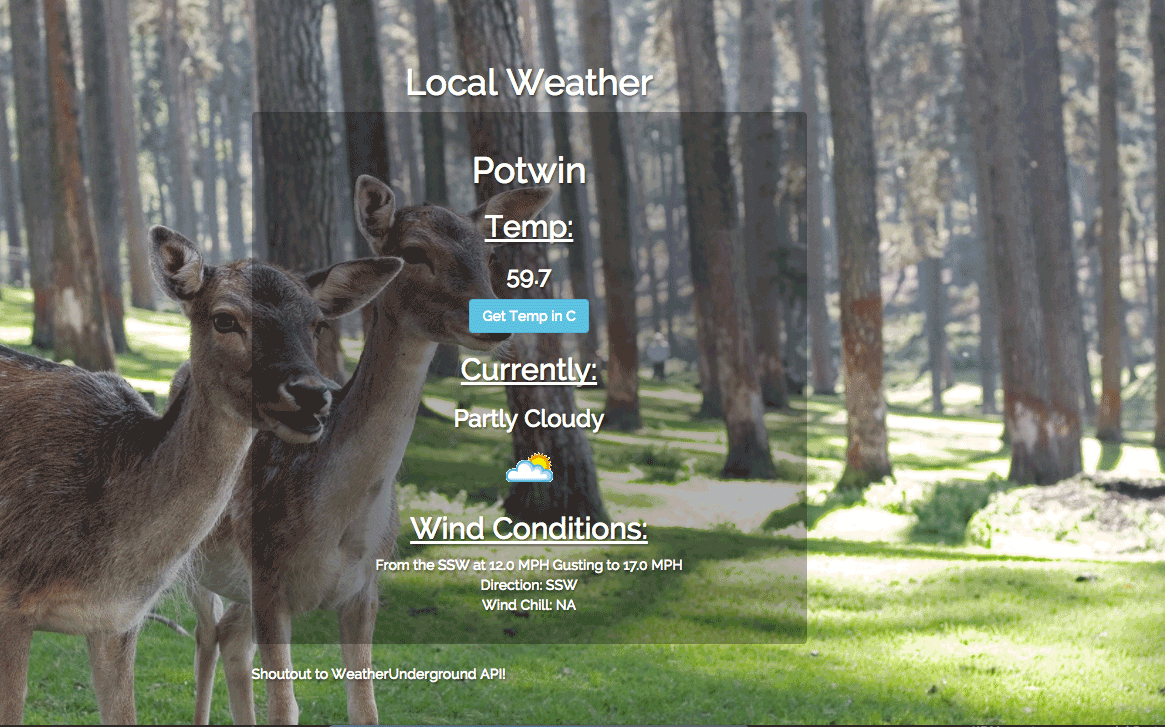 Local Weather
Potwin
Temp:
59.7
Get Temp in C
Currently:
Partly Cloudy
Wind Conditions:
From the SSW at 12.0 MPH Gusting to 17.0 MPH
Direction: SSW
Wind Chill: NA
Shoutout to WeatherUnderground API!